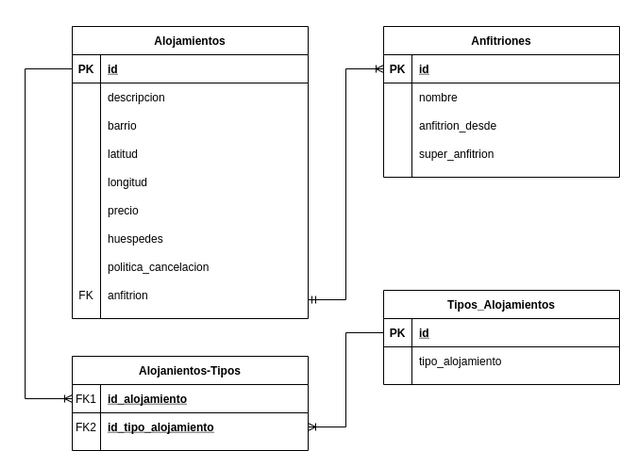 Alojamientos
PK id
descripcion
barrio
latitud
longitud
precio
huespedes
politica_cancelacion
FK anfitrion
Anfitriones
PK id
nombre
anfitrion_desde
super_anfitrion
Tipos_Alojamientos
PK id
tipo_alojamiento
Alojanientos-Tipos
FK1 id_alojamiento
FK2 id_tipo_alojamiento